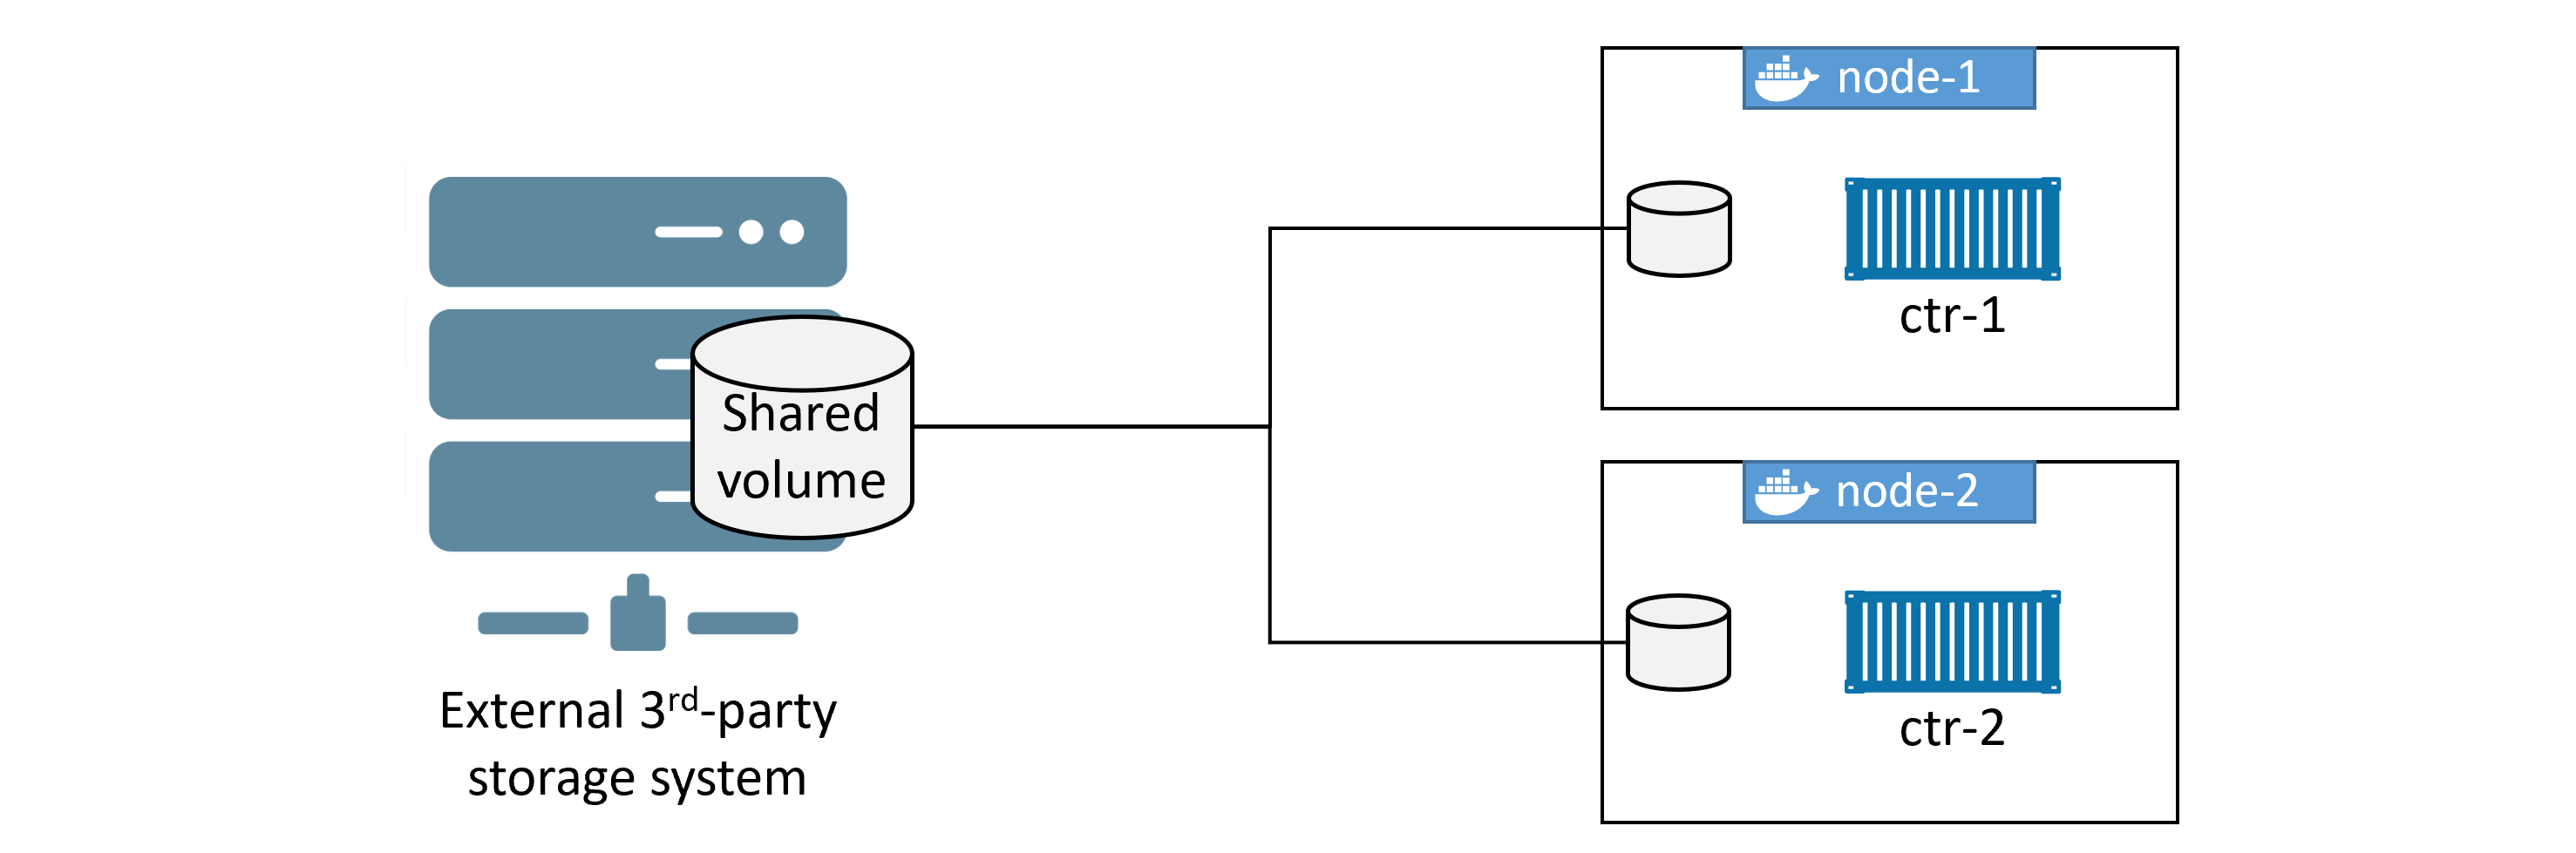 Shared
volume
External 3rd-party
storage system
node-1
ctr-1
node-2
ctr-2